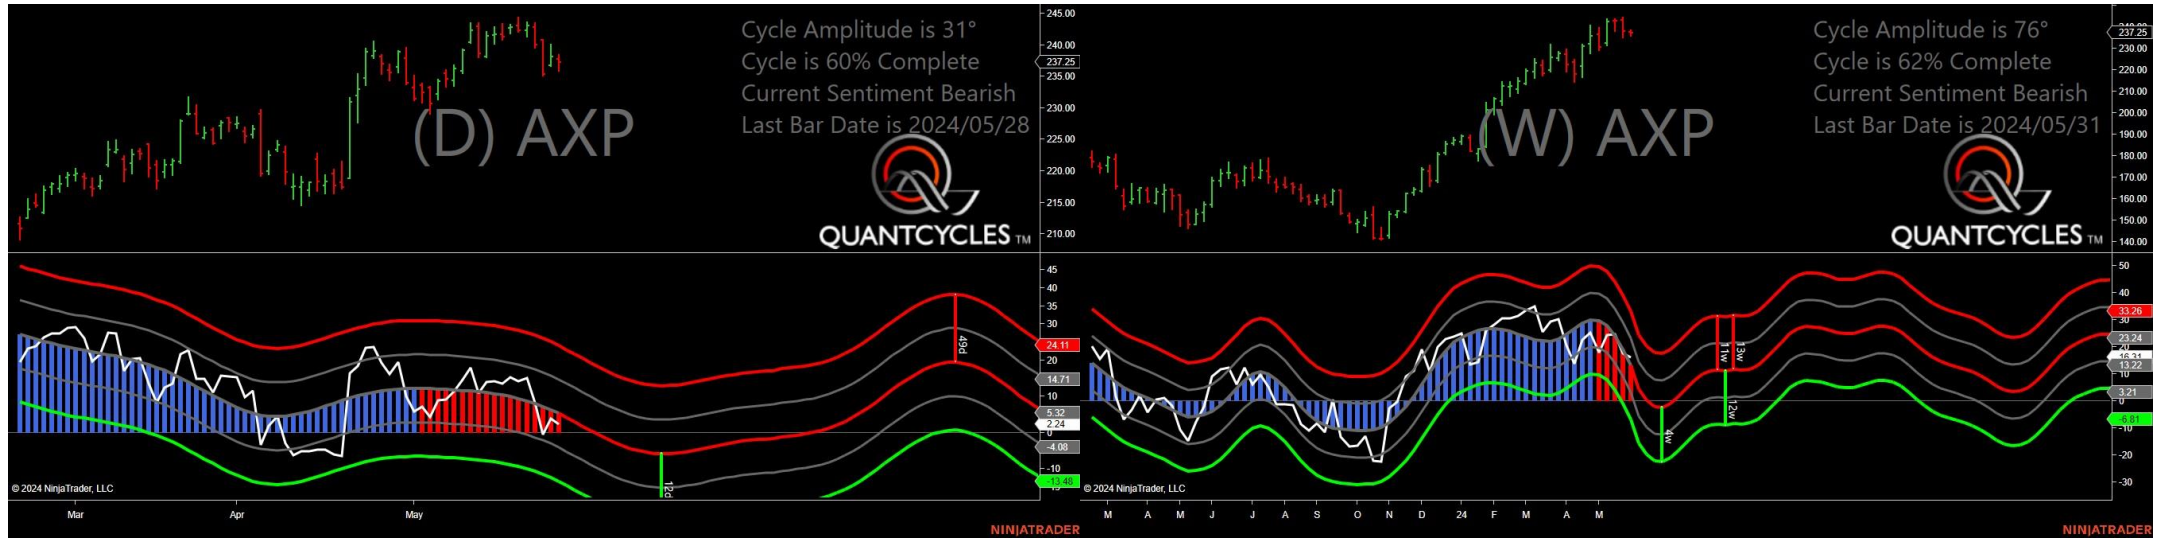 Cycle Amplitude is 31°
Cycle is 60% Complete
Current Sentiment Bearish
Last Bar Date is 2024/05/28
(D) AXP
QUANTCYCLES TM
245.00
240.00
237.25
235.00
230.00
225.00
220.00
215.00
210.00
45
40
35
30
24.11
20
14.71
10
5.32
2.24
0
-4.08
-10
-13.48
49d
12d
© 2024 NinjaTrader, LLC
Mar Apr May
NINJATRADER
Cycle Amplitude is 76°
Cycle is 62% Complete
Current Sentiment Bearish
Last Bar Date is 2024/05/31
(W) AXP
QUANTCYCLES TM
237.25
230.00
220.00
210.00
200.00
190.00
180.00
170.00
160.00
150.00
140.00
50
40
33.26
30
23.24
16.31
13.22
3.21
0
-6.81
-10
-20
-30
4w
11w
13w
12w
© 2024 NinjaTrader, LLC
M A M J J A S O N D 24 F M A M
NINJATRADER